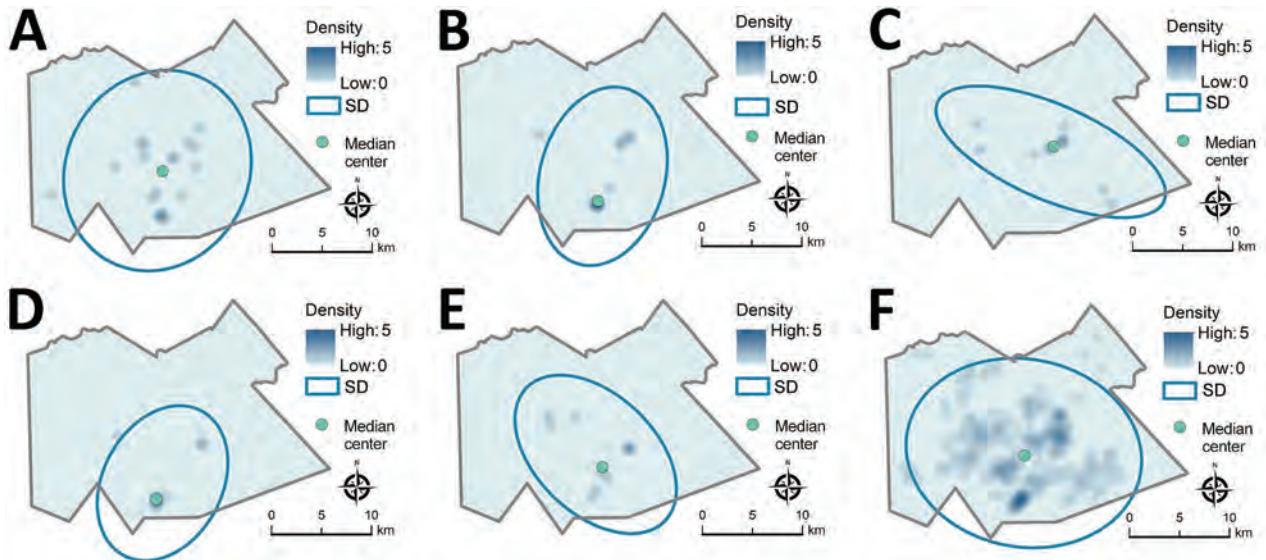 A
Density
High: 5
Low: 0
SD
Median
center
N
0 5 10
km
B
Density
High: 5
Low: 0
SD
Median
center
N
0 5 10
km
C
Density
High: 5
Low: 0
SD
Median
center
N
0 5 10
km
D
Density
High: 5
Low: 0
SD
Median
center
N
0 5 10
km
E
Density
High: 5
Low: 0
SD
Median
center
N
0 5 10
km
F
Density
High: 5
Low: 0
SD
Median
center
N
0 5 10
km